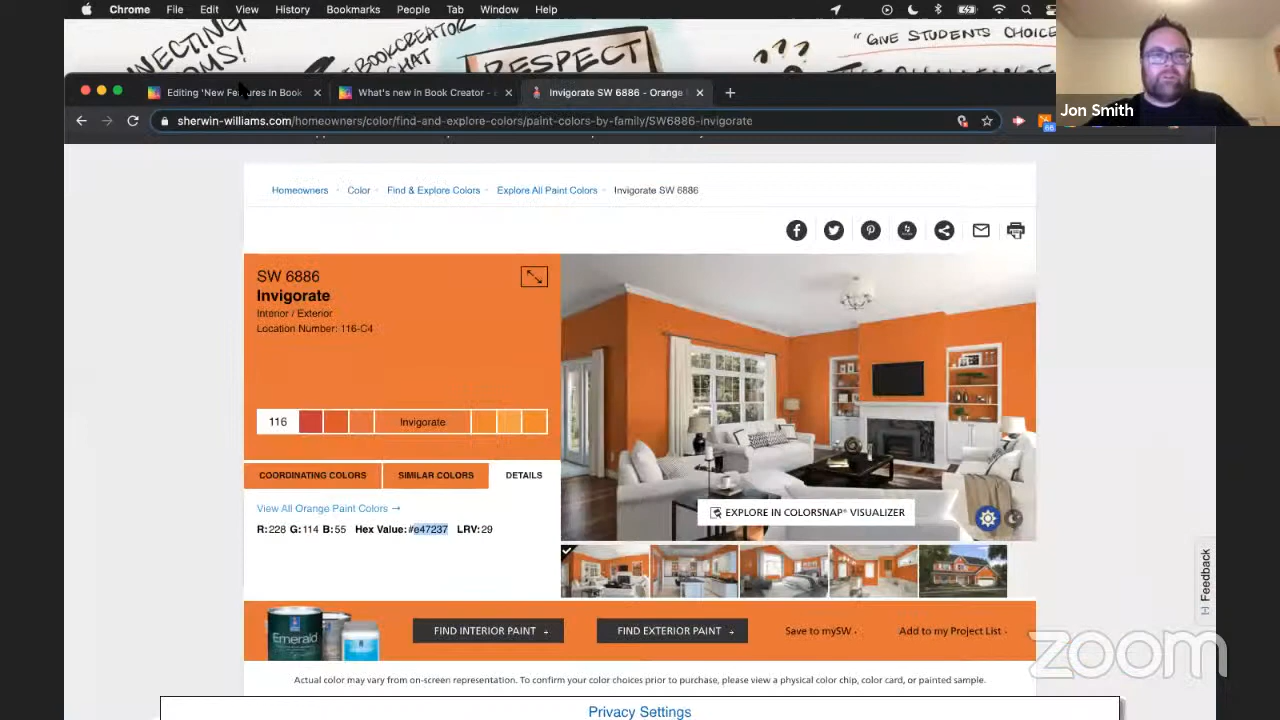 Chrome File Edit View History Bookmarks People Tab Window Help
NECTING
OMS!
BOOKCREATOR
CHAT
RESPECT
???
"GIVE STUDENTS CHOICE
Jon Smith
Editing 'New Features in Book
What's new in Book Creator -
Invigorate SW 6886 - Orange
sherwin-williams.com/homeowners/color/find-and-explore-colors/paint-colors-by-family/SW6886-invigorate
Homeowners Color Find & Explore Colors Explore All Paint Colors Invigorate SW 6886
SW 6886
Invigorate
Interior / Exterior
Location Number: 116-C4
116 Invigorate
COORDINATING COLORS SIMILAR COLORS DETAILS
View All Orange Paint Colors →
R:228 G:114 B:55 Hex Value:#e47237 LRV:29
EXPLORE IN COLORSNAP® VISUALIZER
Feedback
Emerald
FIND INTERIOR PAINT
FIND EXTERIOR PAINT
Save to mySW
Add to my Project List
zoom
Actual color may vary from on-screen representation. To confirm your color choices prior to purchase, please view a physical color chip, color card, or painted sample.
Privacy Settings